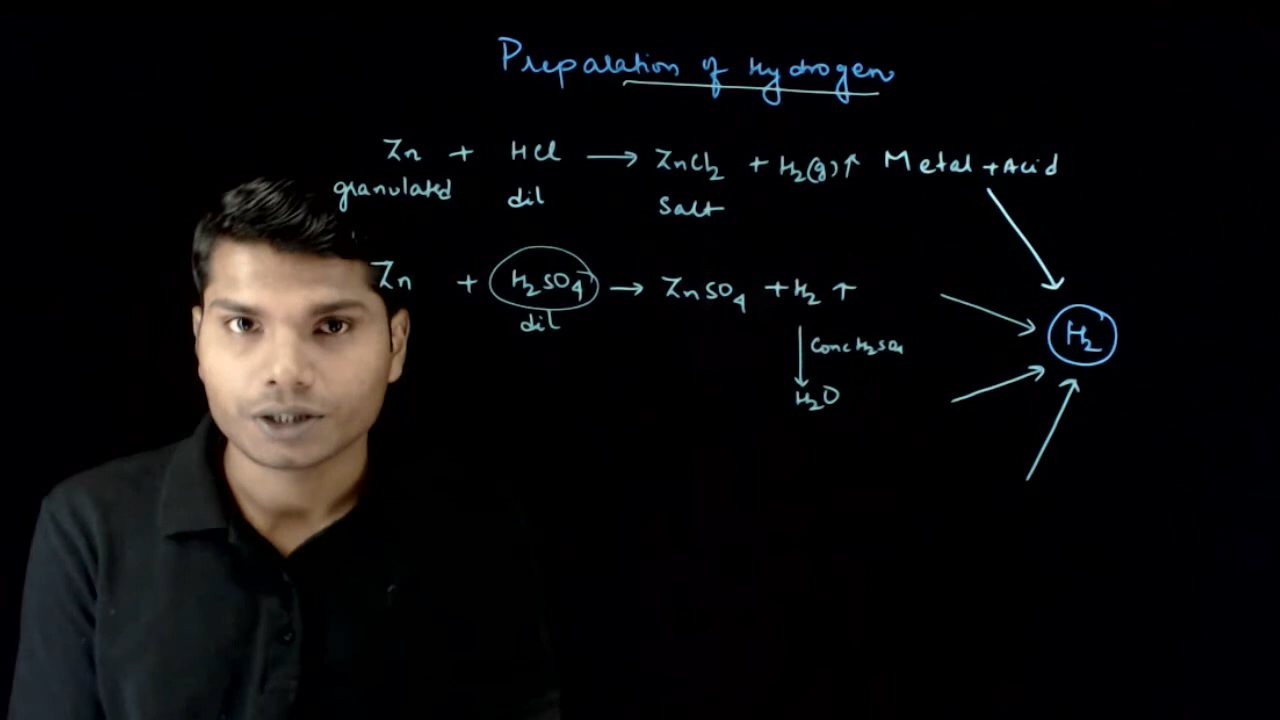 Preparation of Hydrogen
Zn + HCl → ZnCl₂ + H₂(g)↑ Metal + Acid
granulated dil Salt
Zn + H₂SO₄ → ZnSO₄ + H₂ ↑
dil
Conc H₂SO₄
H₂O
H₂